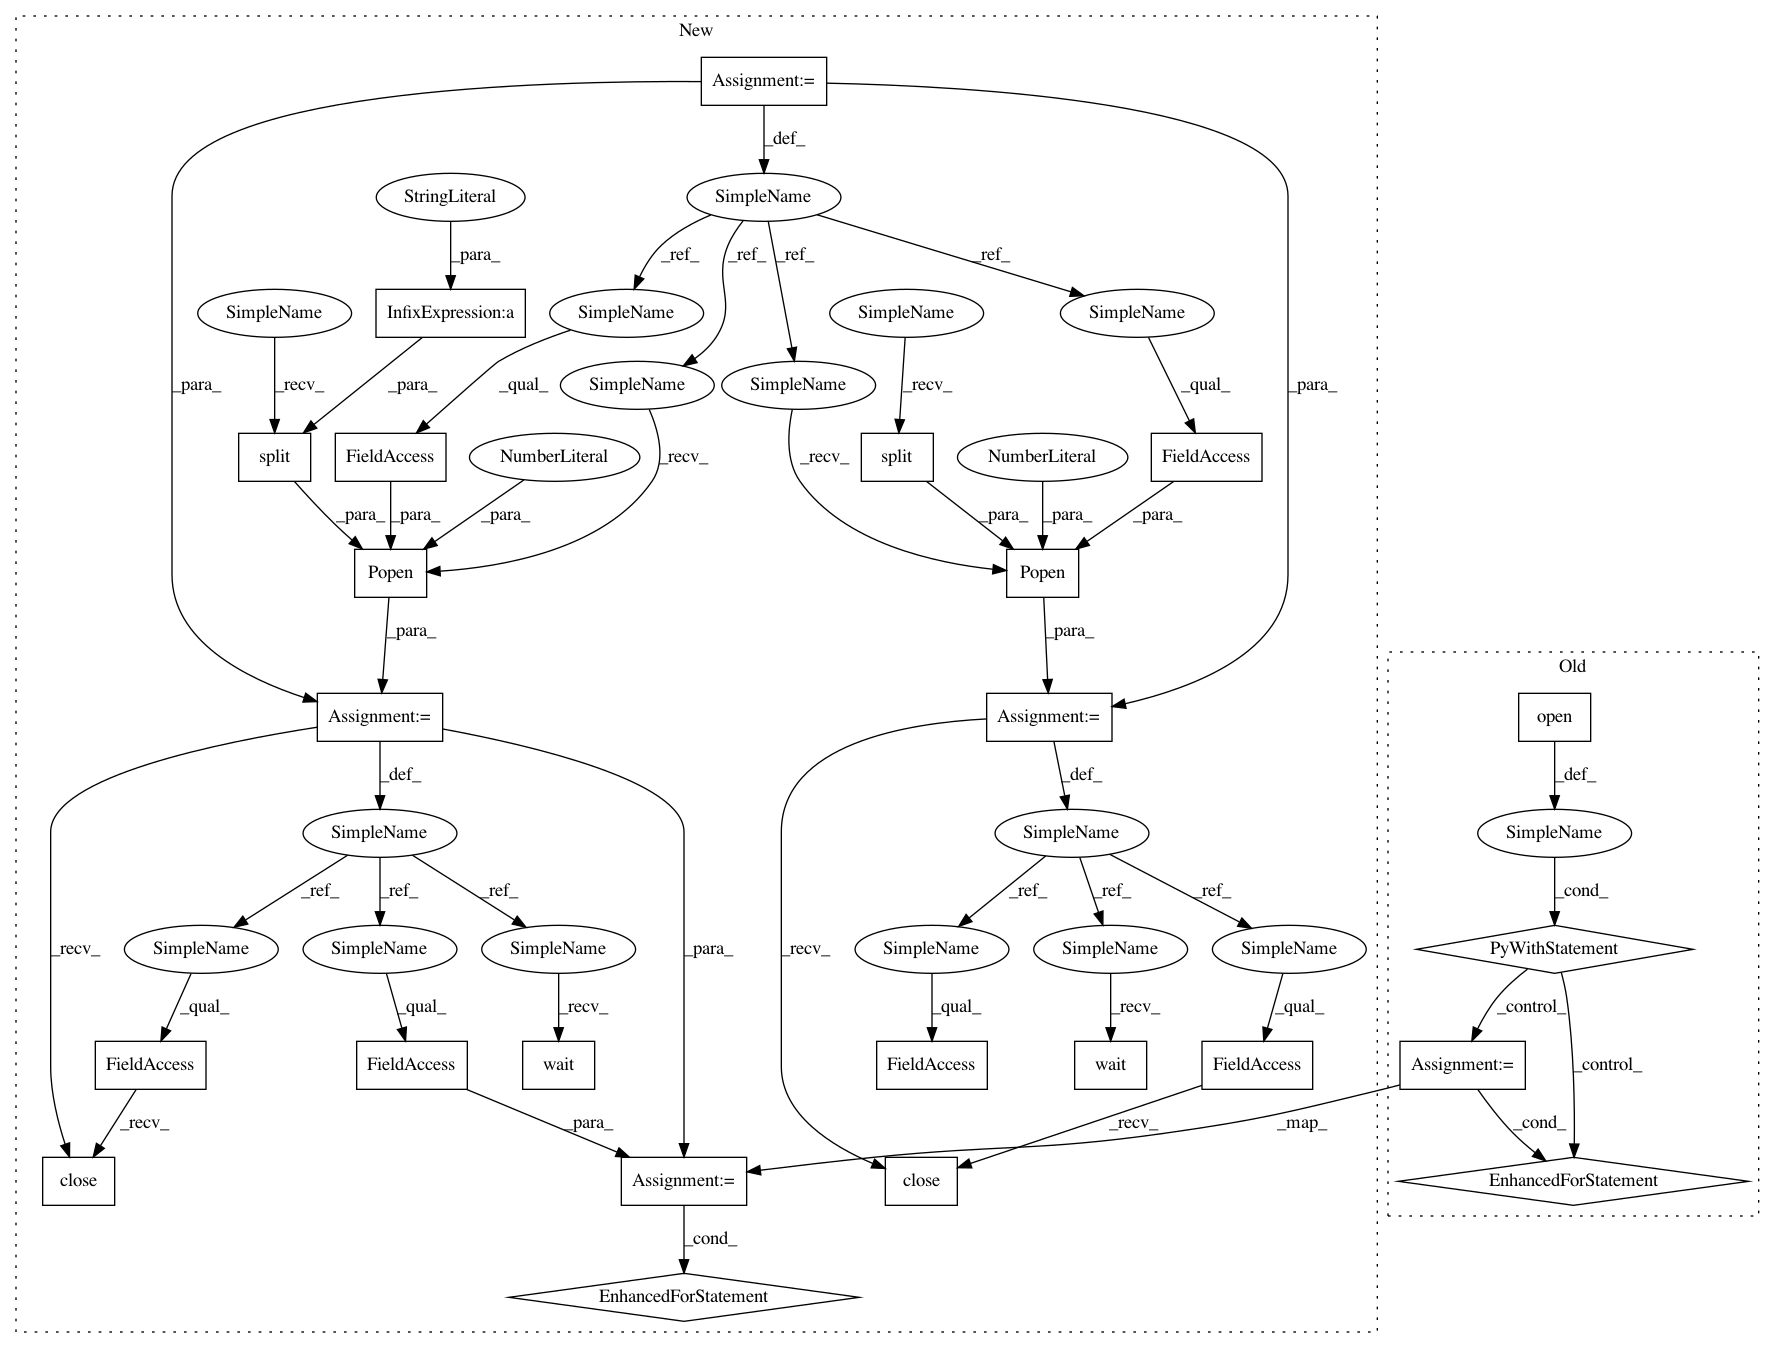 New
Assignment:=
_def_
StringLiteral
SimpleName
_para_
_ref_
_ref_
_ref_
_ref_
SimpleName
InfixExpression:a
SimpleName
SimpleName
SimpleName
_para_
_recv_
_para_
_qual_
SimpleName
SimpleName
_recv_
_qual_
_para_
split
FieldAccess
NumberLiteral
_recv_
_recv_
split
NumberLiteral
FieldAccess
_para_
_para_
_para_
_para_
_para_
_para_
Popen
Popen
_para_
_para_
Old
Assignment:=
Assignment:=
open
_def_
_def_
_def_
SimpleName
SimpleName
SimpleName
_ref_
_ref_
_ref_
_ref_
_ref_
_ref_
_cond_
_recv_
SimpleName
SimpleName
SimpleName
_para_
_recv_
SimpleName
SimpleName
SimpleName
PyWithStatement
_qual_
_qual_
_recv_
_qual_
_recv_
_qual_
_control_
FieldAccess
FieldAccess
wait
FieldAccess
wait
FieldAccess
Assignment:=
_control_
_recv_
_para_
_recv_
_map_
_cond_
close
Assignment:=
close
EnhancedForStatement
_cond_
EnhancedForStatement